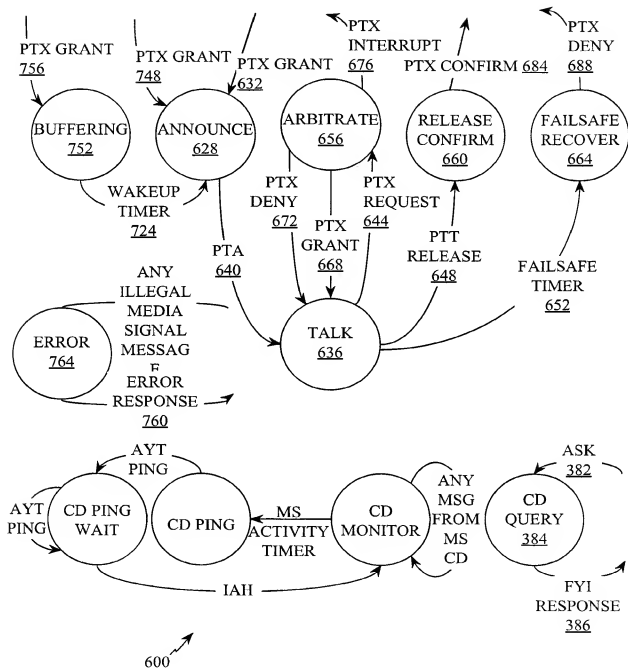 PTX GRANT
756
PTX GRANT
748
PTX GRANT
632
PTX
INTERRUPT
676
PTX CONFIRM 684
PTX
DENY
688
BUFFERING
752
ANNOUNCE
628
ARBITRATE
656
RELEASE
CONFIRM
660
FAILSAFE
RECOVER
664
WAKEUP
TIMER
724
PTA
640
PTX
DENY
672
PTX
GRANT
668
PTX
REQUEST
644
PTT
RELEASE
648
FAILSAFE
TIMER
652
ANY
ILLEGAL
MEDIA
SIGNAL
MESSAG
E
ERROR
764
ERROR
RESPONSE
760
TALK
636
AYT
PING
AYT
PING
CD PING
WAIT
CD PING
MS
ACTIVITY
TIMER
CD
MONITOR
ANY
MSG
FROM
MS
CD
ASK
382
CD
QUERY
384
IAH
FYI
RESPONSE
386
600